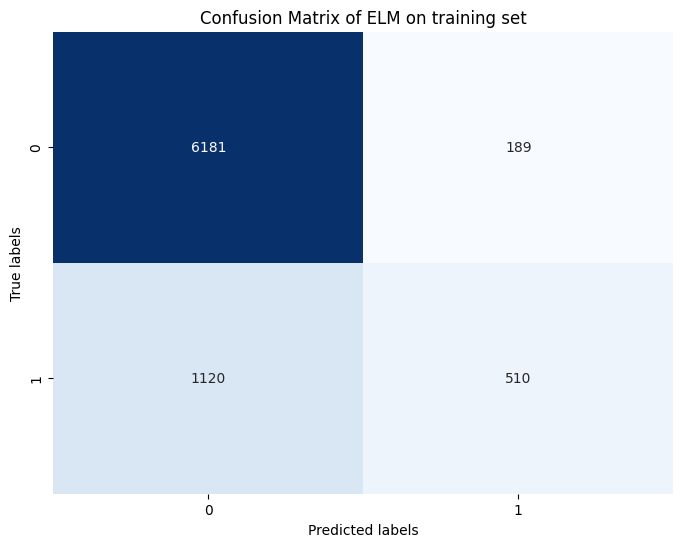 Confusion Matrix of ELM on training set
True labels
0
6181
189
1
1120
510
0
1
Predicted labels